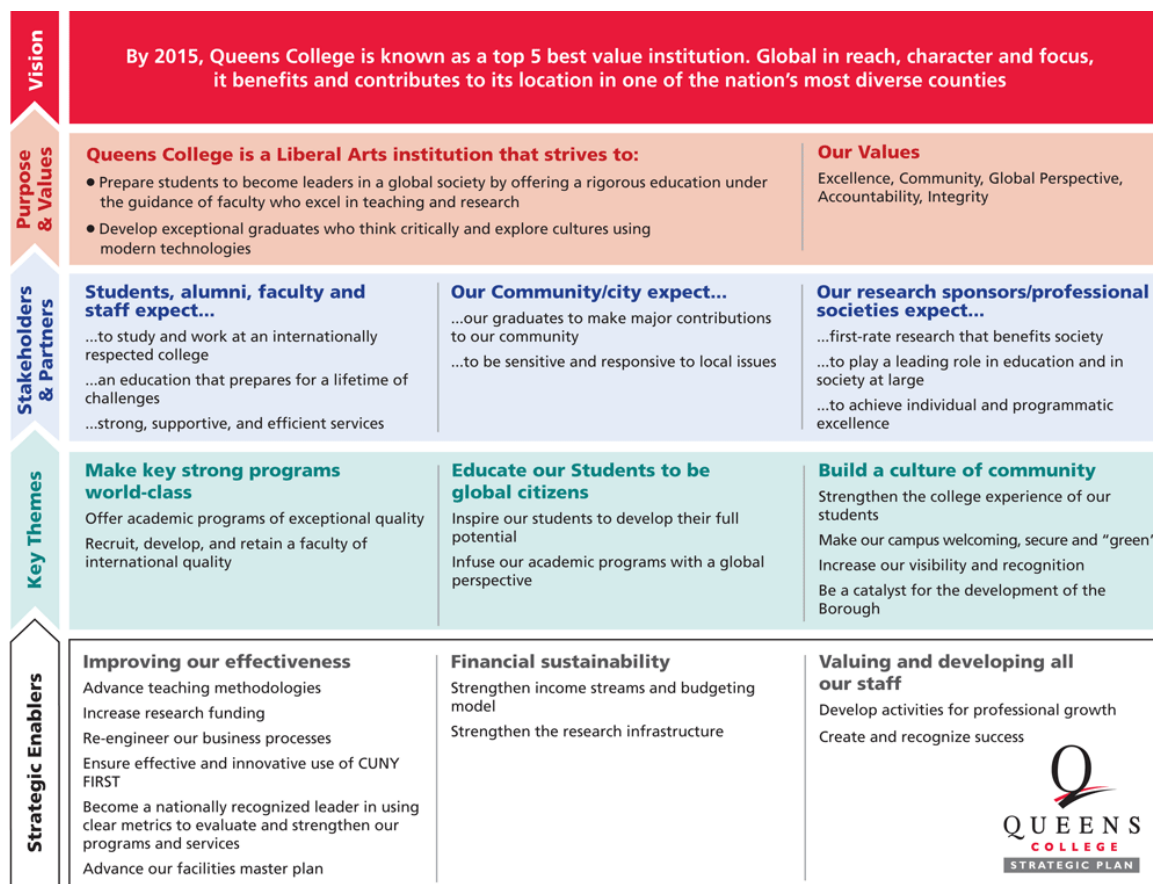 Vision
By 2015, Queens College is known as a top 5 best value institution. Global in reach, character and focus,
it benefits and contributes to its location in one of the nation's most diverse counties
Purpose
& Values
Queens College is a Liberal Arts institution that strives to:
● Prepare students to become leaders in a global society by offering a rigorous education under
the guidance of faculty who excel in teaching and research
● Develop exceptional graduates who think critically and explore cultures using
modern technologies
Our Values
Excellence, Community, Global Perspective,
Accountability, Integrity
Stakeholders
& Partners
Students, alumni, faculty and
staff expect...
...to study and work at an internationally
respected college
...an education that prepares for a lifetime of
challenges
...strong, supportive, and efficient services
Our Community/city expect...
...our graduates to make major contributions
to our community
...to be sensitive and responsive to local issues
Our research sponsors/professional
societies expect...
...first-rate research that benefits society
...to play a leading role in education and in
society at large
...to achieve individual and programmatic
excellence
Key Themes
Make key strong programs
world-class
Offer academic programs of exceptional quality
Recruit, develop, and retain a faculty of
international quality
Educate our Students to be
global citizens
Inspire our students to develop their full
potential
Infuse our academic programs with a global
perspective
Build a culture of community
Strengthen the college experience of our
students
Make our campus welcoming, secure and “green”
Increase our visibility and recognition
Be a catalyst for the development of the
Borough
Strategic Enablers
Improving our effectiveness
Advance teaching methodologies
Increase research funding
Re-engineer our business processes
Ensure effective and innovative use of CUNY
FIRST
Become a nationally recognized leader in using
clear metrics to evaluate and strengthen our
programs and services
Advance our facilities master plan
Financial sustainability
Strengthen income streams and budgeting
model
Strengthen the research infrastructure
Valuing and developing all
our staff
Develop activities for professional growth
Create and recognize success
Q
QUEENS
COLLEGE
STRATEGIC PLAN